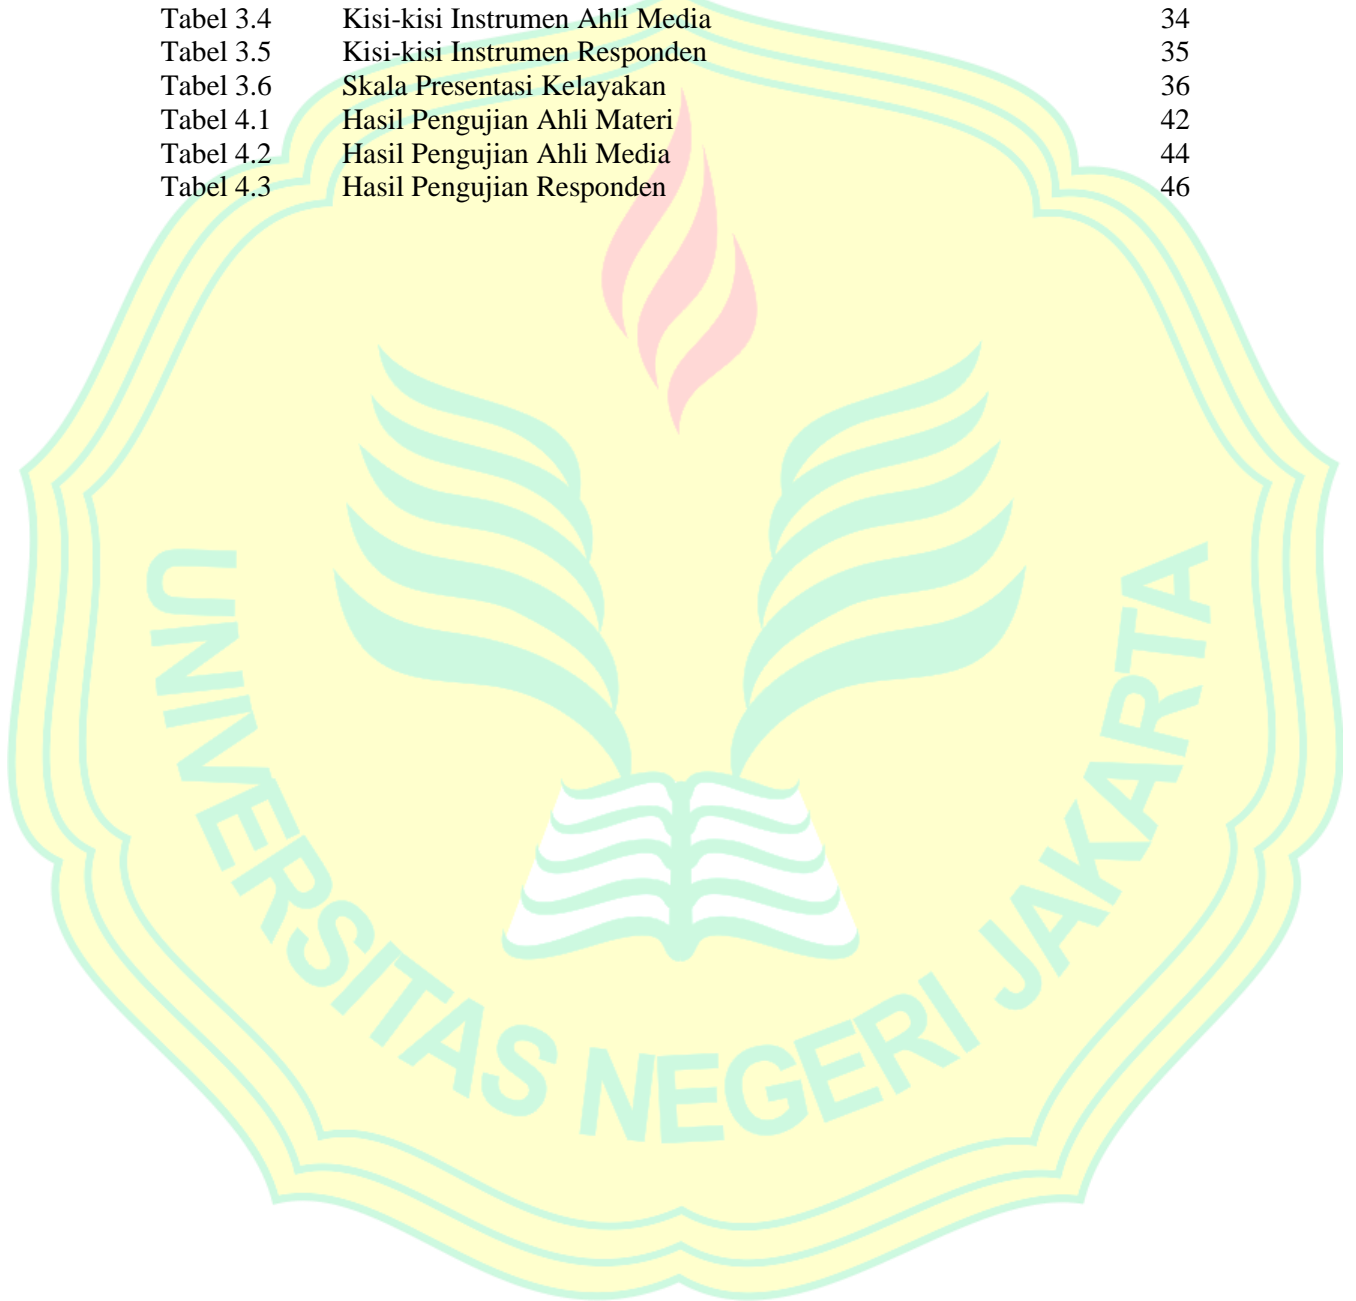 Tabel 3.4 Kisi-kisi Instrumen Ahli Media 34
Tabel 3.5 Kisi-kisi Instrumen Responden 35
Tabel 3.6 Skala Presentasi Kelayakan 36
Tabel 4.1 Hasil Pengujian Ahli Materi 42
Tabel 4.2 Hasil Pengujian Ahli Media 44
Tabel 4.3 Hasil Pengujian Responden 46
UNIVERSITAS NEGERI JAKARTA